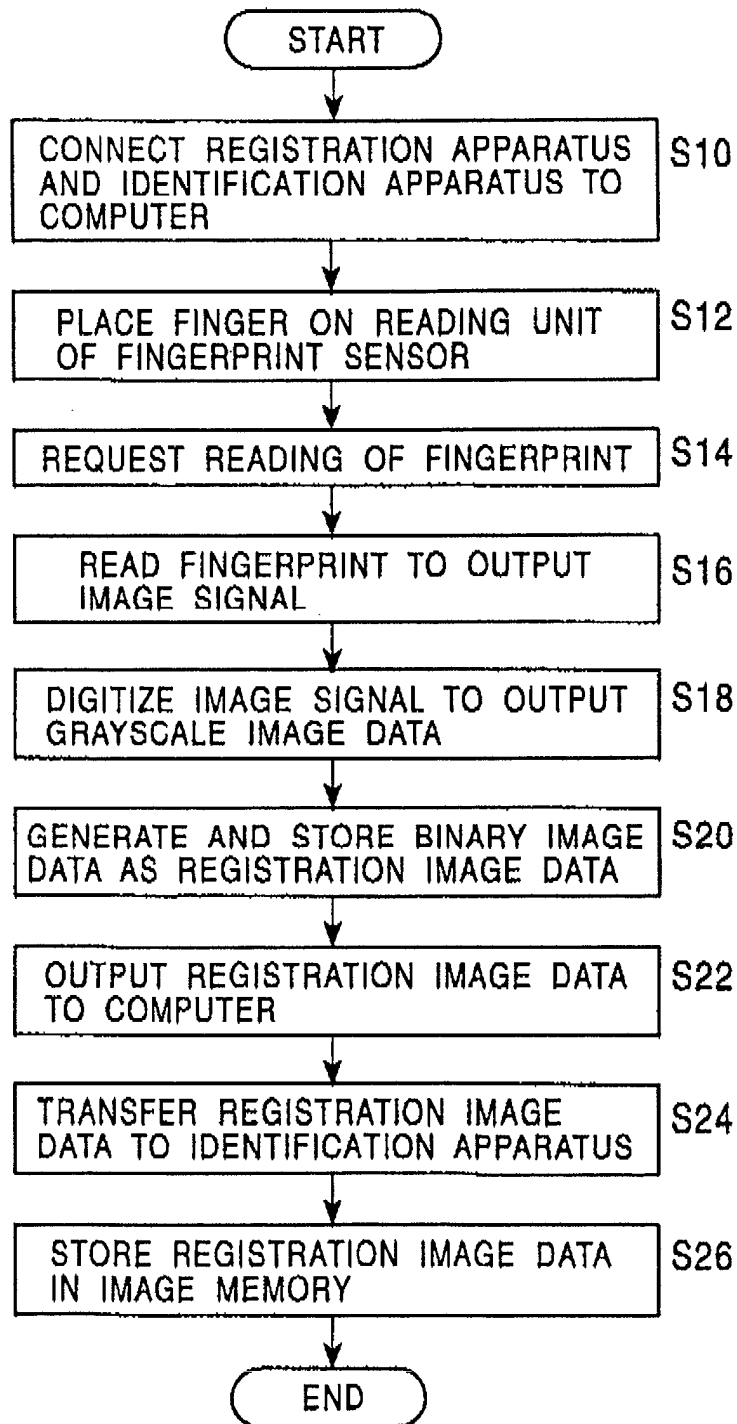 START
CONNECT REGISTRATION APPARATUS
AND IDENTIFICATION APPARATUS TO
COMPUTER
S10
PLACE FINGER ON READING UNIT
OF FINGERPRINT SENSOR
S12
REQUEST READING OF FINGERPRINT
S14
READ FINGERPRINT TO OUTPUT
IMAGE SIGNAL
S16
DIGITIZE IMAGE SIGNAL TO OUTPUT
GRAYSCALE IMAGE DATA
S18
GENERATE AND STORE BINARY IMAGE
DATA AS REGISTRATION IMAGE DATA
S20
OUTPUT REGISTRATION IMAGE DATA
TO COMPUTER
S22
TRANSFER REGISTRATION IMAGE
DATA TO IDENTIFICATION APPARATUS
S24
STORE REGISTRATION IMAGE DATA
IN IMAGE MEMORY
S26
END